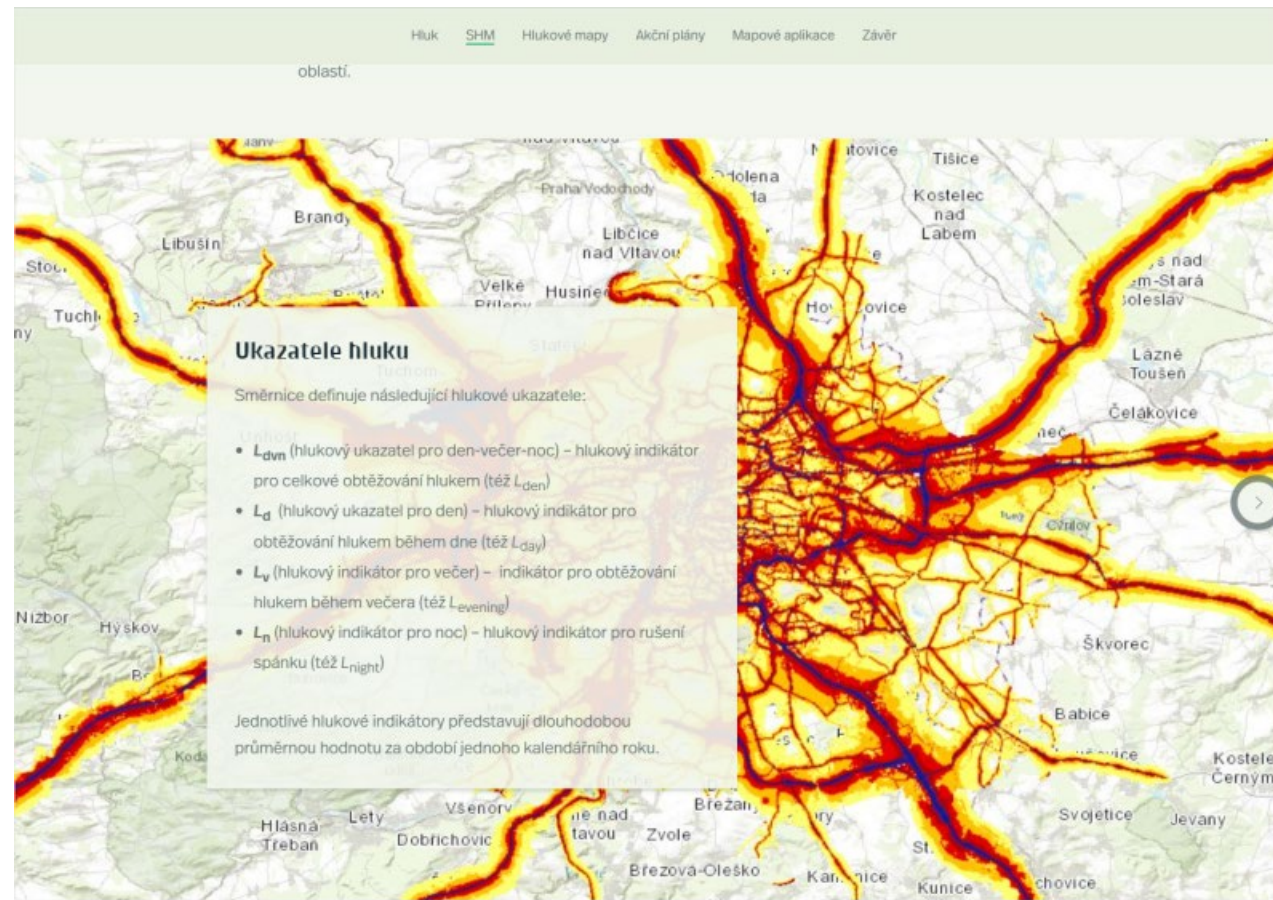 Hluk SHM Hlukové mapy Akční plány Mapové aplikace Závěr
oblastí.
Tišice
Praha/Vodochody
Kostelec
nad
Labem
Brandý
Libušín
Libčice
nad Vltavou
Velké
Husinec
Lázně
Toušeň
Čelákovice
Ukazatele hluku
Směrnice definuje následující hlukové ukazatele:
• Ldvn (hlukový ukazatel pro den-večer-noc) – hlukový indikátor
pro celkové obtěžování hlukem (též Lden)
• Ld (hlukový ukazatel pro den) – hlukový indikátor pro
obtěžování hlukem během dne (též Lday)
• Lv (hlukový indikátor pro večer) – indikátor pro obtěžování
hlukem během večera (též Levening)
• Ln (hlukový indikátor pro noc) – hlukový indikátor pro rušení
spánku (též Lnight)
Jednotlivé hlukové indikátory představují dlouhodobou
průměrnou hodnotu za období jednoho kalendářního roku.
Nižbor
Hýskov
Škvorec
Babice
Všenory
Hlásná
Třebaň
Lety
Dobřichovic
Zvole
Březová-Oleško
Svojetice
Jevany
Kunice